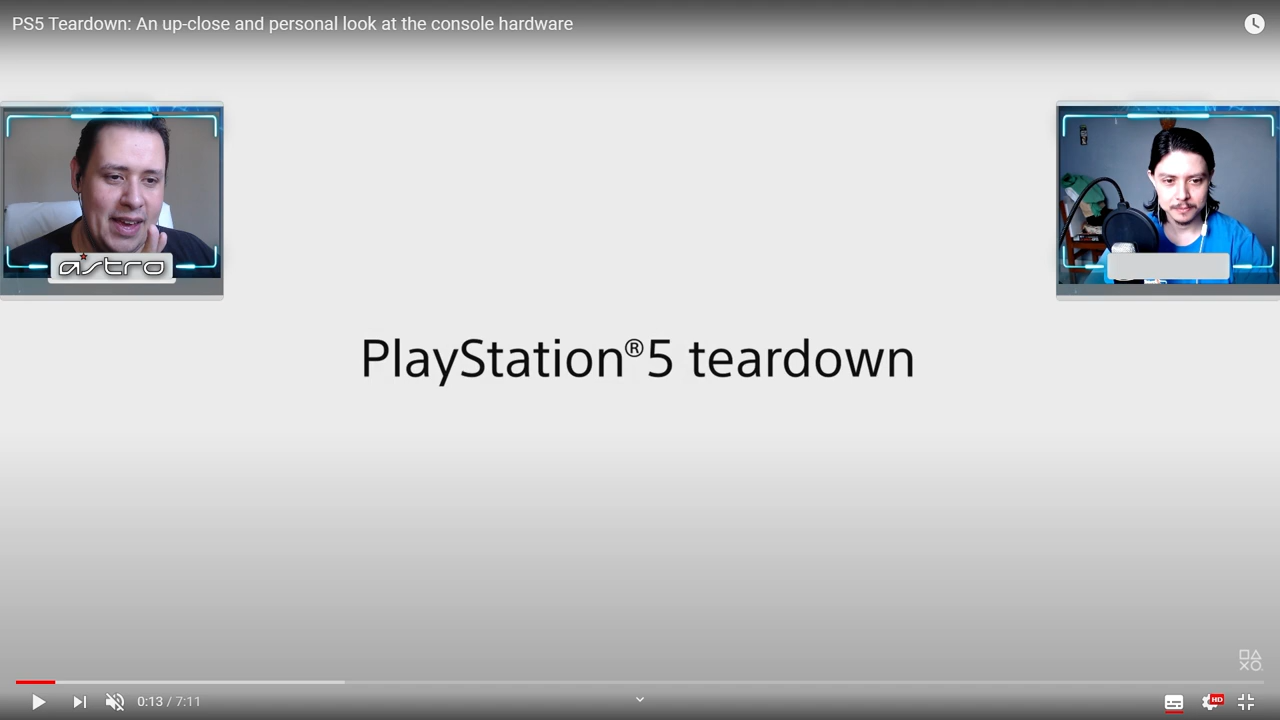 PS5 Teardown: An up-close and personal look at the console hardware
astro
PlayStation®5 teardown
0:13 / 7:11
HD